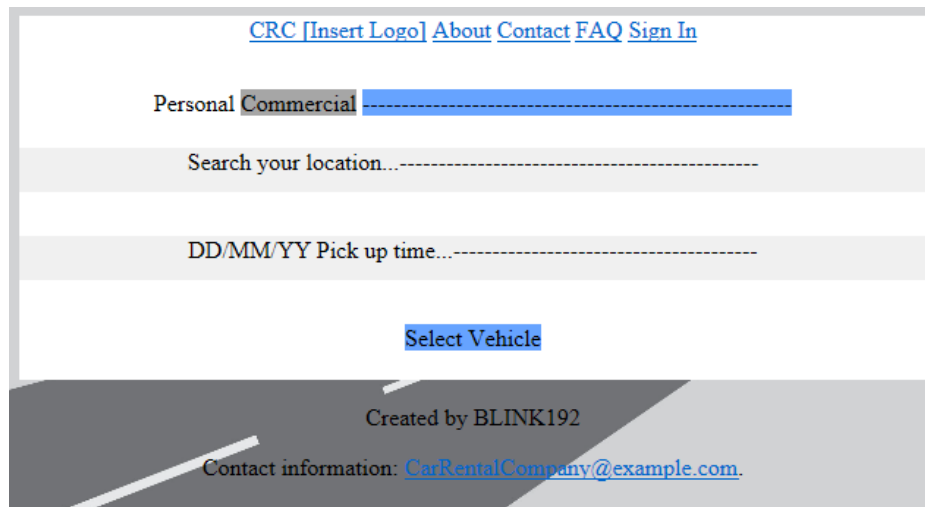 CRC [Insert Logo] About Contact FAQ Sign In
Personal Commercial -------------------------------------------------------
Search your location...----------------------------------------------
DD/MM/YY Pick up time...---------------------------------------
Select Vehicle
Created by BLINK192
Contact information: CarRentalCompany@example.com.